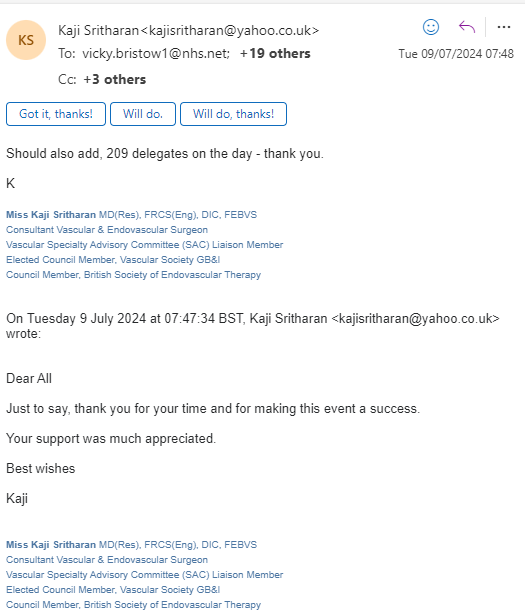 KS
Kaji Sritharan<kajisritharan@yahoo.co.uk>
To: vicky.bristow1@nhs.net; +19 others
Tue 09/07/2024 07:48
Cc: +3 others
Got it, thanks!
Will do.
Will do, thanks!
Should also add, 209 delegates on the day - thank you.
K
Miss Kaji Sritharan MD(Res), FRCS(Eng), DIC, FEBVS
Consultant Vascular & Endovascular Surgeon
Vascular Specialty Advisory Committee (SAC) Liaison Member
Elected Council Member, Vascular Society GB&I
Council Member, British Society of Endovascular Therapy
On Tuesday 9 July 2024 at 07:47:34 BST, Kaji Sritharan <kajisritharan@yahoo.co.uk>
wrote:
Dear All
Just to say, thank you for your time and for making this event a success.
Your support was much appreciated.
Best wishes
Kaji
Miss Kaji Sritharan MD(Res), FRCS(Eng), DIC, FEBVS
Consultant Vascular & Endovascular Surgeon
Vascular Specialty Advisory Committee (SAC) Liaison Member
Elected Council Member, Vascular Society GB&I
Council Member, British Society of Endovascular Therapy